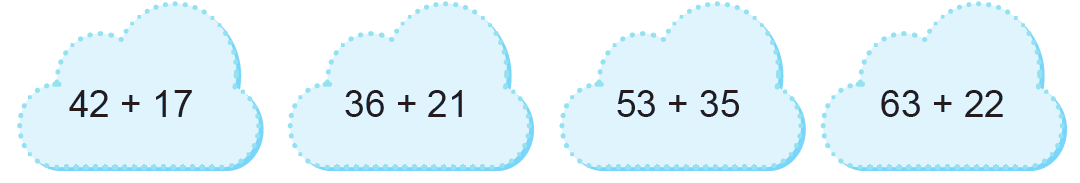 42 + 17
36 + 21
53 + 35
63 + 22